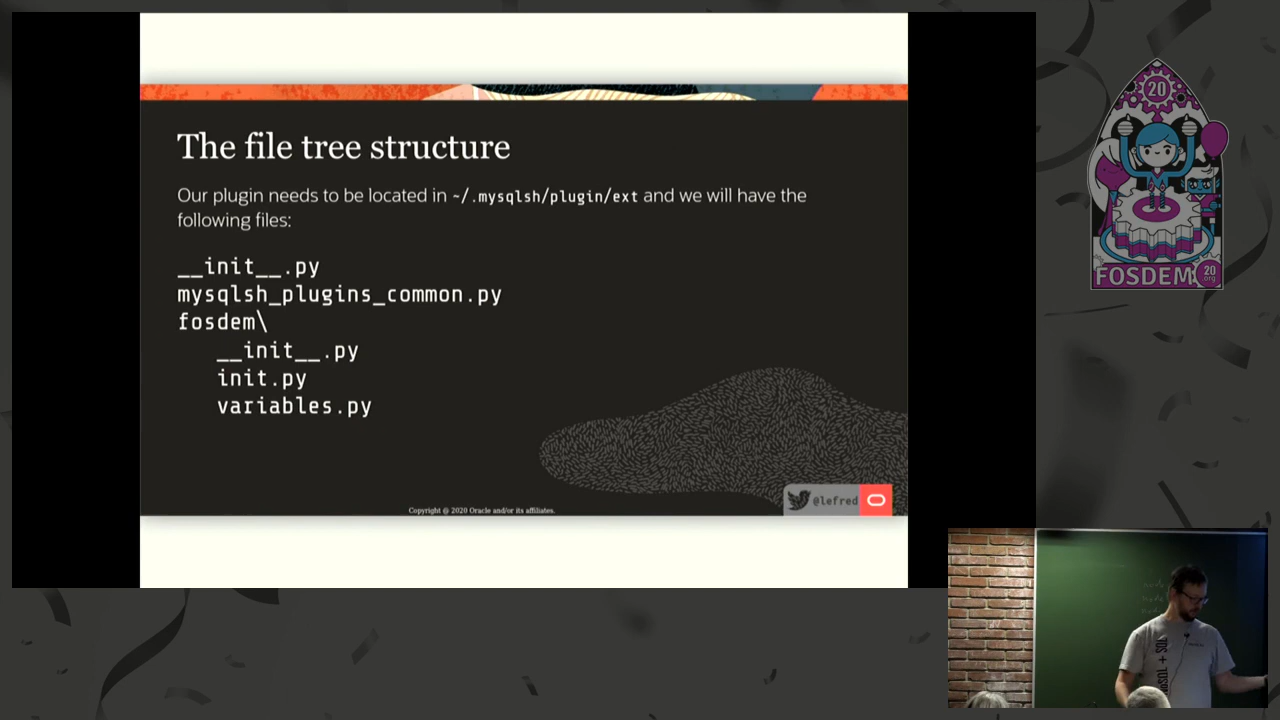 The file tree structure
Our plugin needs to be located in ~/.mysqlsh/plugin/ext and we will have the
following files:
__init__.py
mysqlsh_plugins_common.py
fosdem\
__init__.py
init.py
variables.py
@lefred
Copyright @ 2020 Oracle and/or its affiliates.
20
FOSDEM
20
org